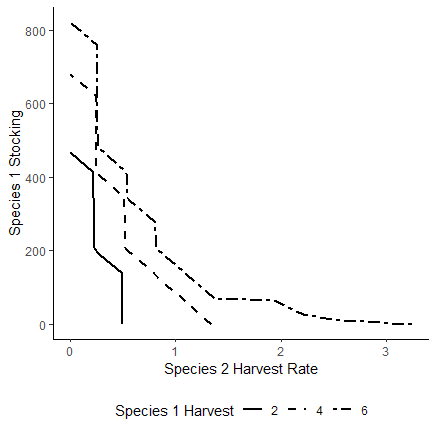 800
600
400
200
0
Species 1 Stocking
0 1 2 3
Species 2 Harvest Rate
Species 1 Harvest 2 4 6